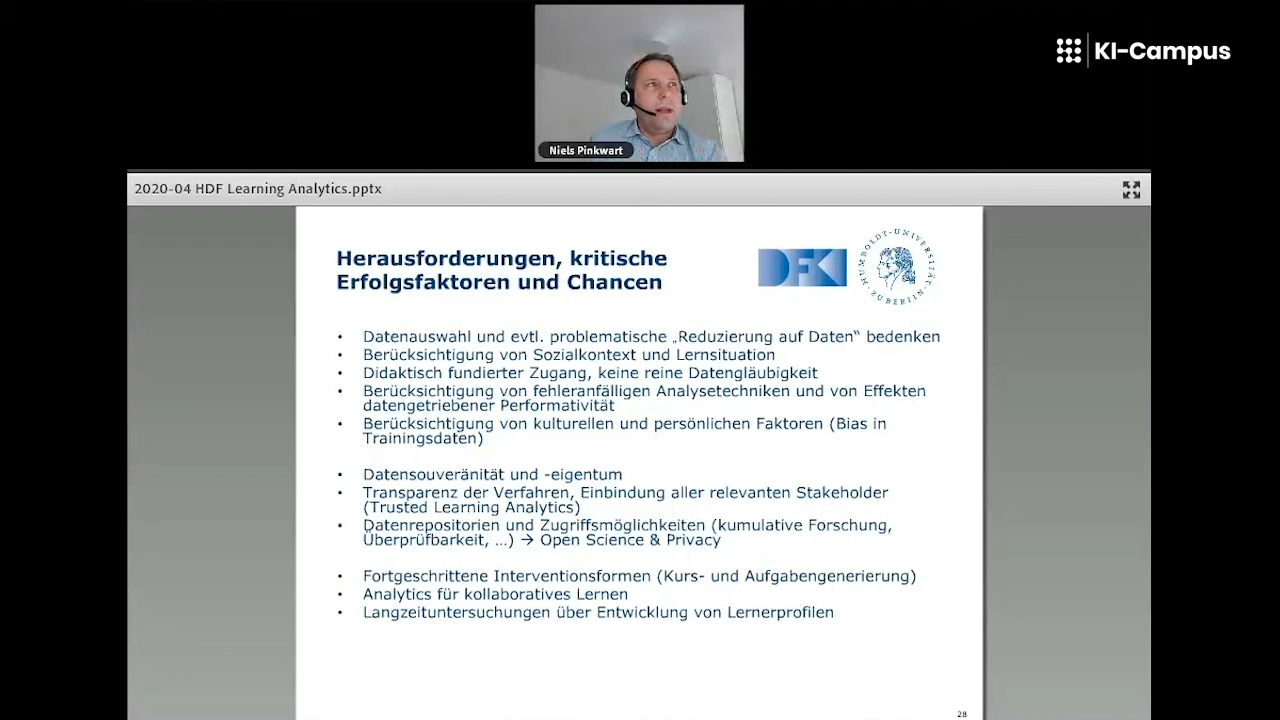 KI-Campus
Niels Pinkwart
2020-04 HDF Learning Analytics.pptx
Herausforderungen, kritische
Erfolgsfaktoren und Chancen
DFKI
HUMBOLDT-UNIVERSITÄT ZU BERLIN
• Datenauswahl und evtl. problematische „Reduzierung auf Daten“ bedenken
• Berücksichtigung von Sozialkontext und Lernsituation
• Didaktisch fundierter Zugang, keine reine Datengläubigkeit
• Berücksichtigung von fehleranfälligen Analysetechniken und von Effekten
datengetriebener Performativität
• Berücksichtigung von kulturellen und persönlichen Faktoren (Bias in
Trainingsdaten)
• Datensouveränität und -eigentum
• Transparenz der Verfahren, Einbindung aller relevanten Stakeholder
(Trusted Learning Analytics)
• Datenrepositorien und Zugriffsmöglichkeiten (kumulative Forschung,
Überprüfbarkeit, …) → Open Science & Privacy
• Fortgeschrittene Interventionsformen (Kurs- und Aufgabengenerierung)
• Analytics für kollaboratives Lernen
• Langzeituntersuchungen über Entwicklung von Lernerprofilen
28